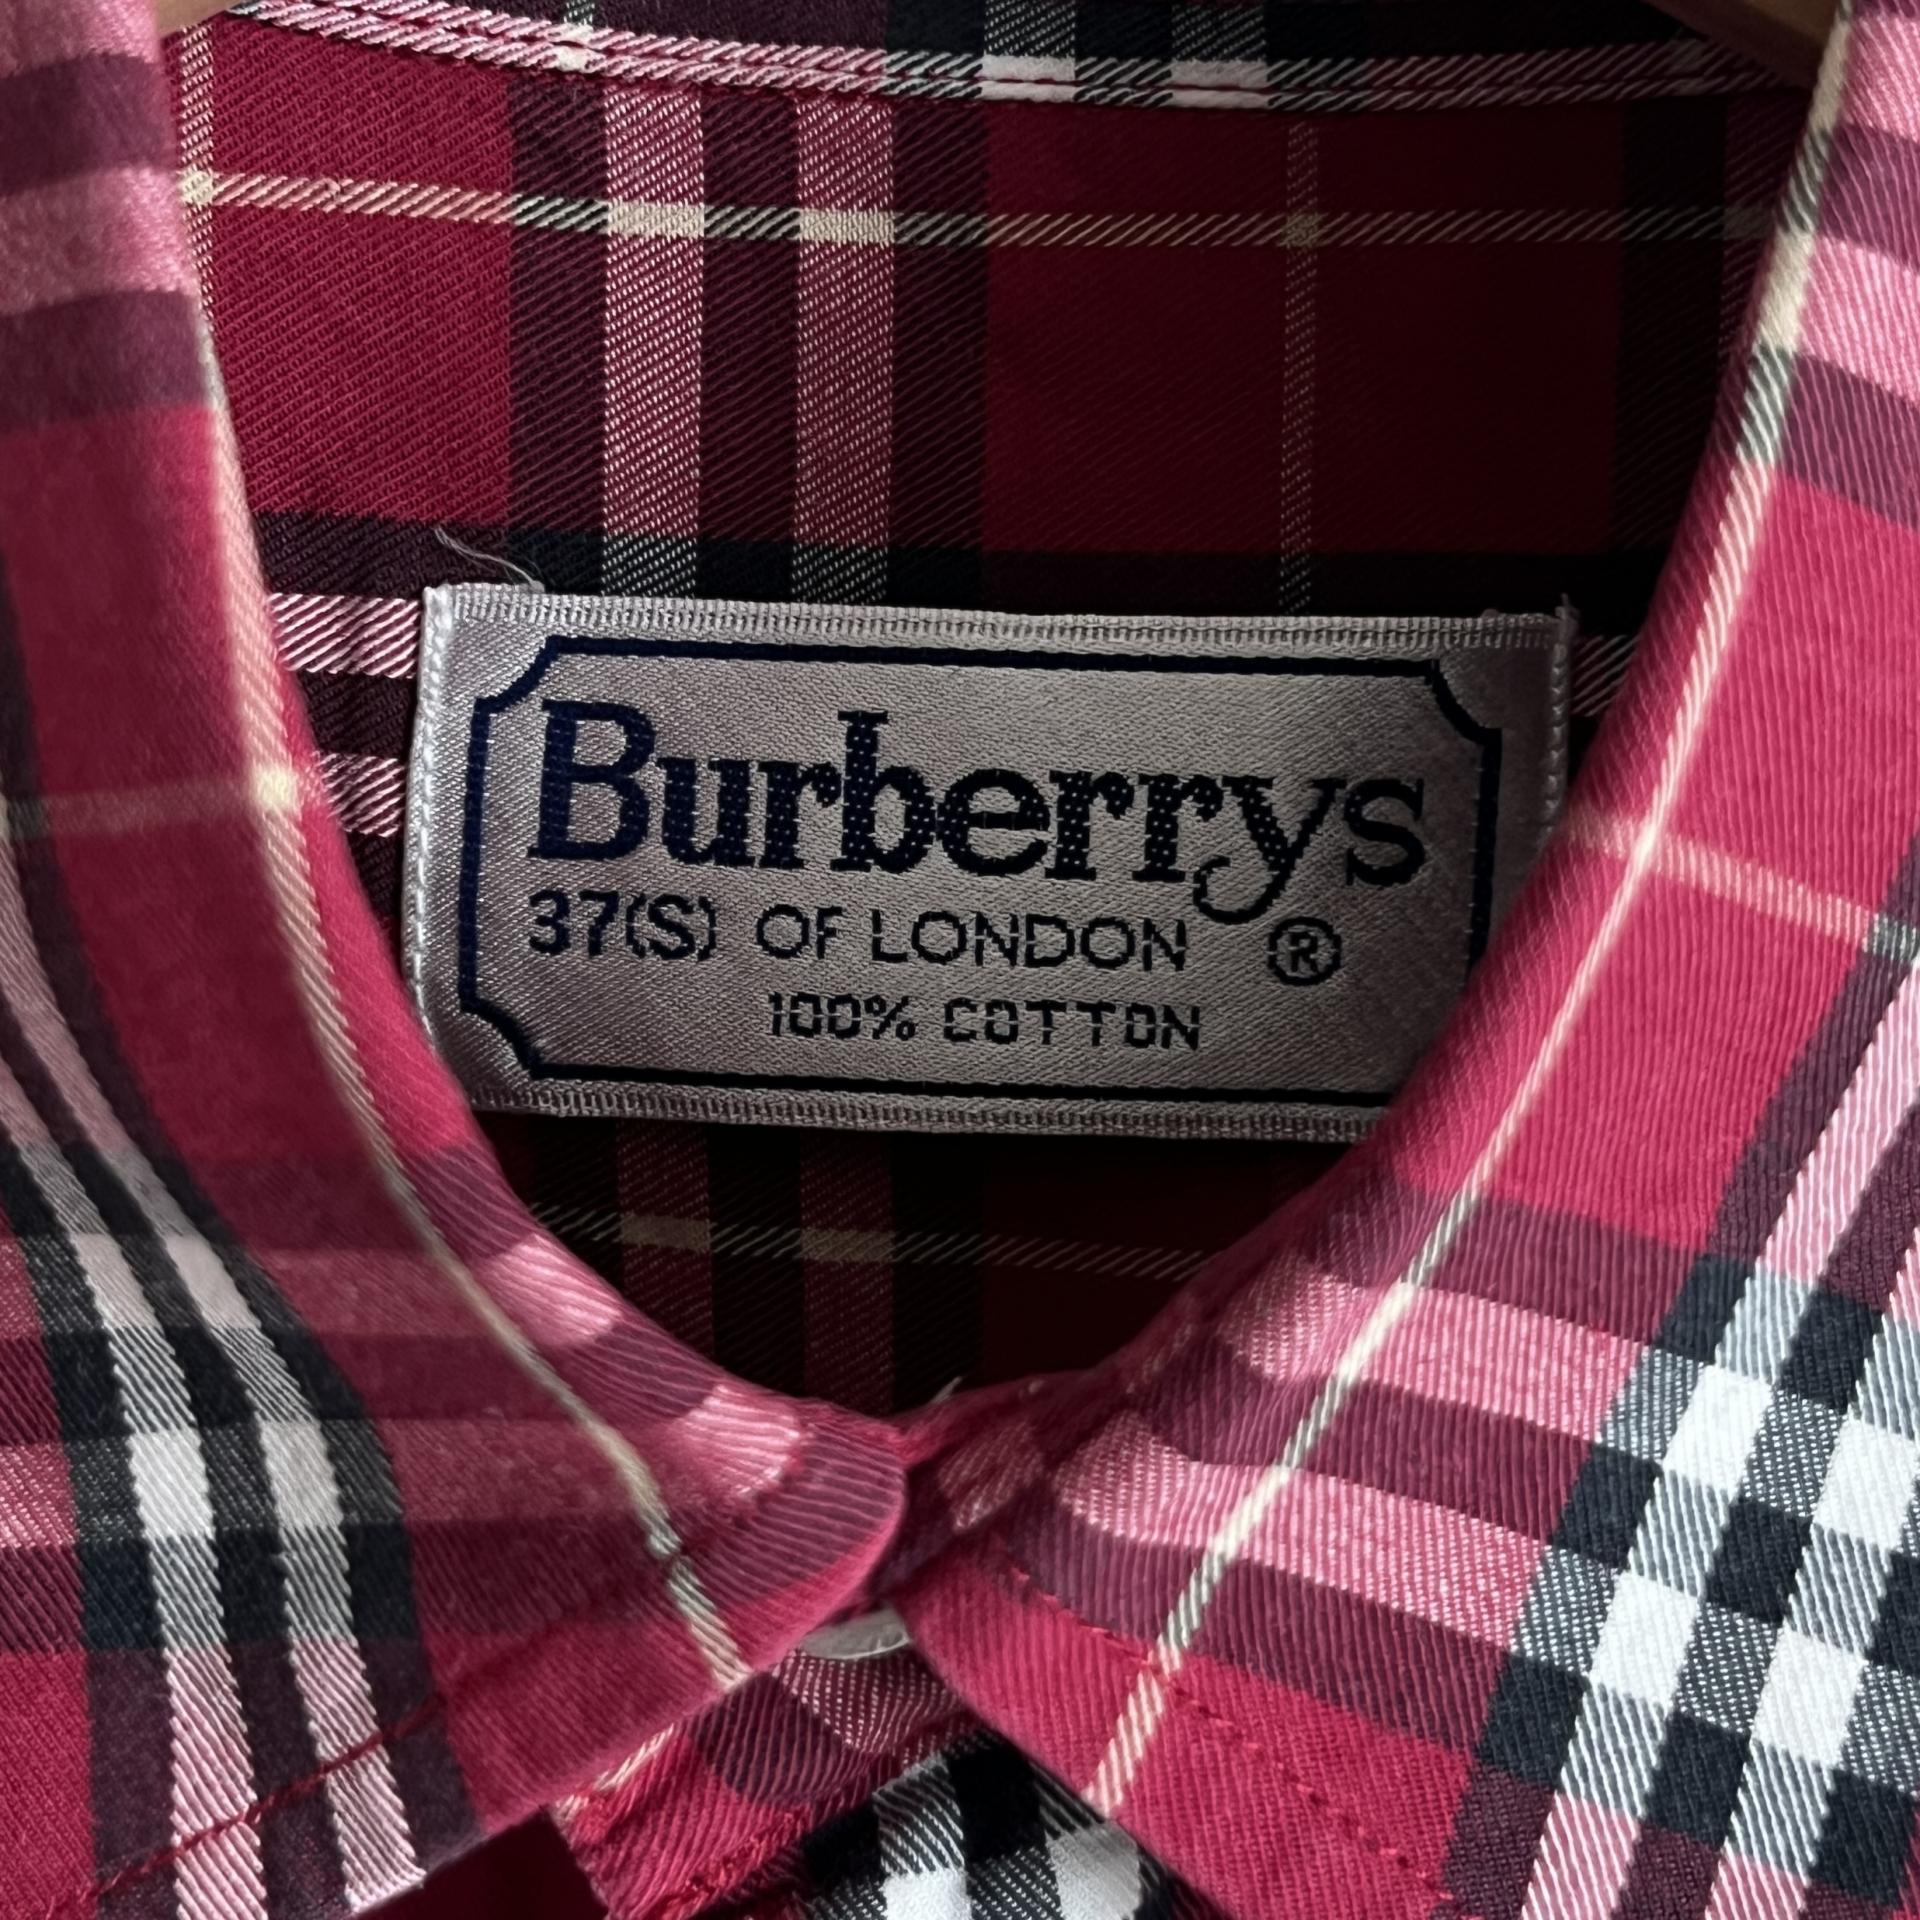 Burberrys
37(S) OF LONDON ®
100% COTTON